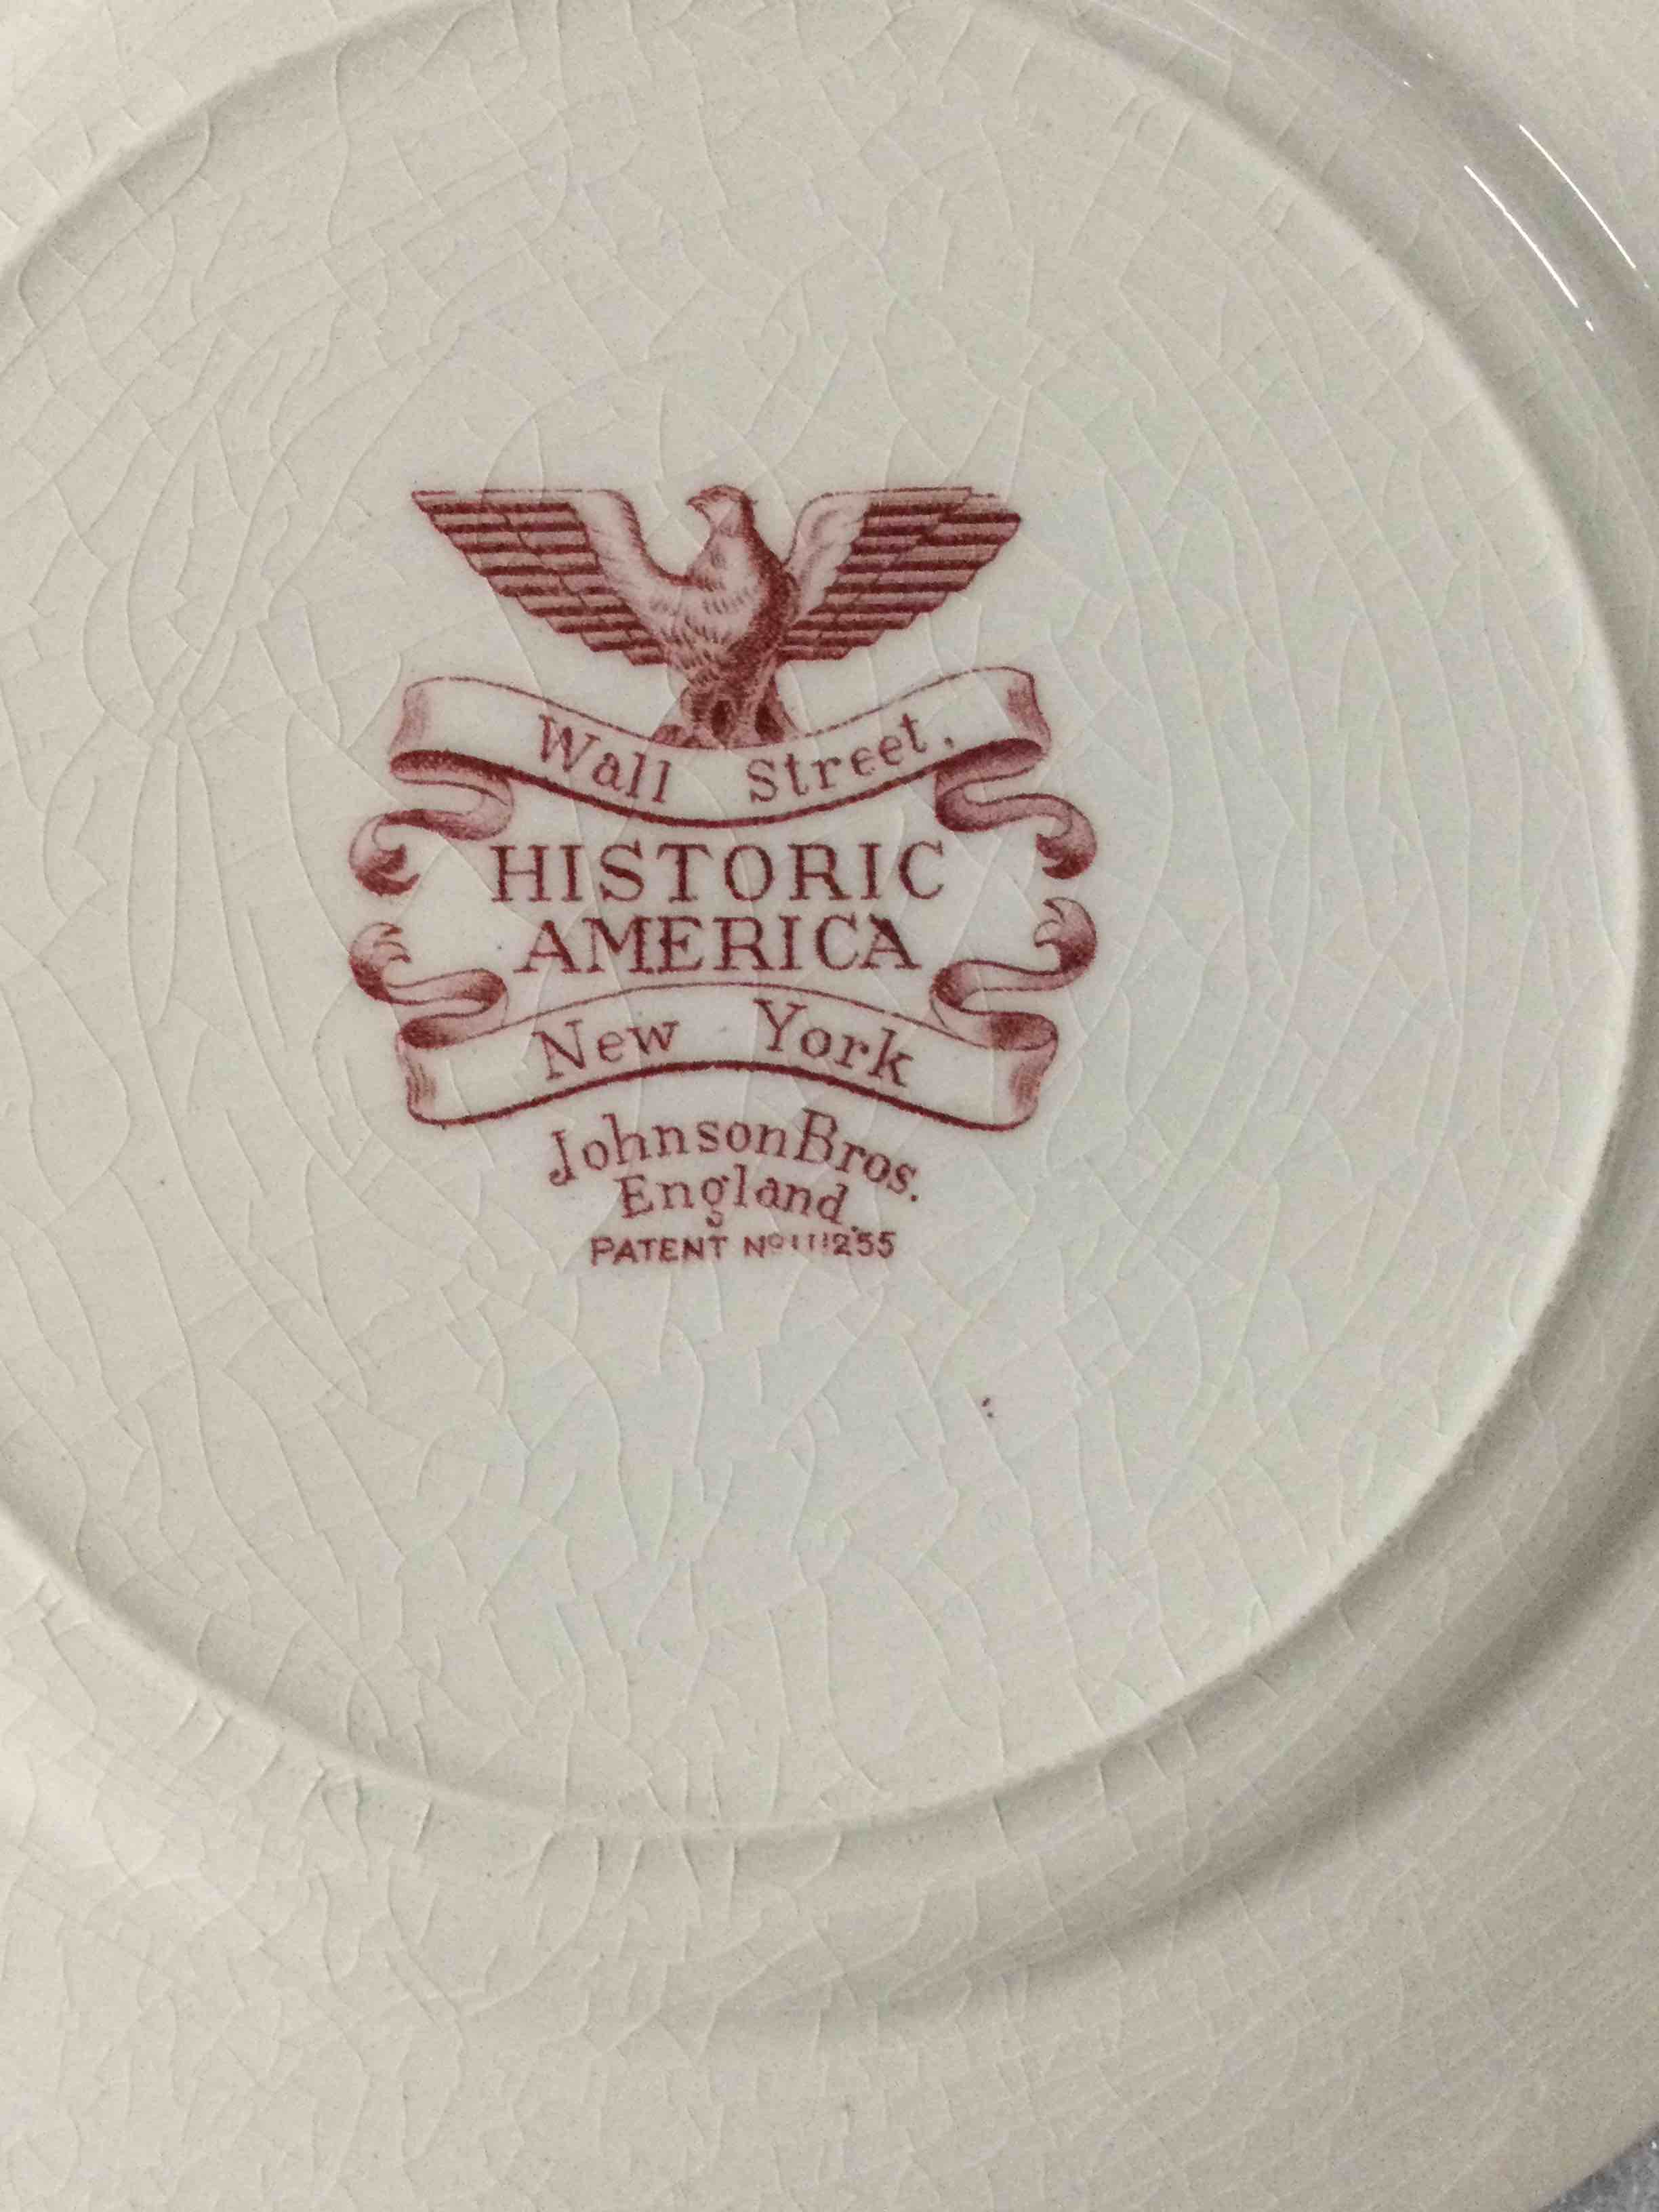 Wall Street,
HISTORIC
AMERICA
New York
Johnson Bros.
England.
PATENT Nº 111255